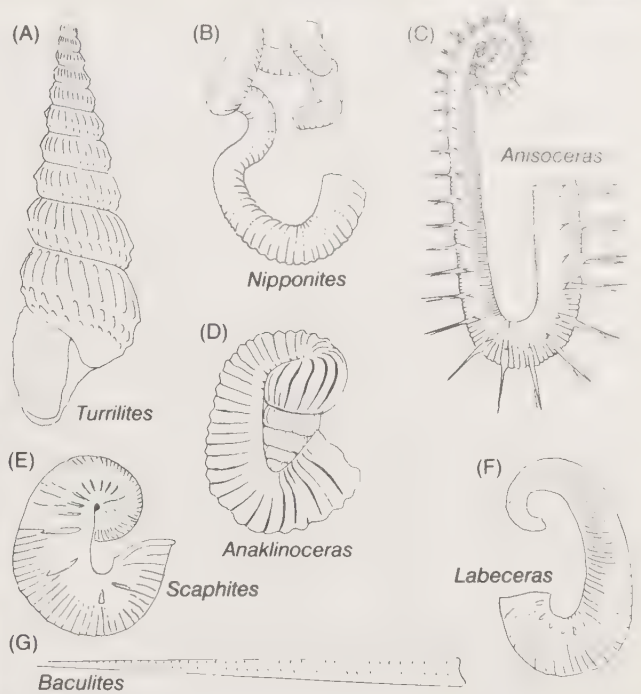 (A)
(B)
(C)
Anisoceras
Nipponites
(D)
Turrilites
(E)
(F)
Anaklinoceras
Scaphites
Labeceras
(G)
Baculites